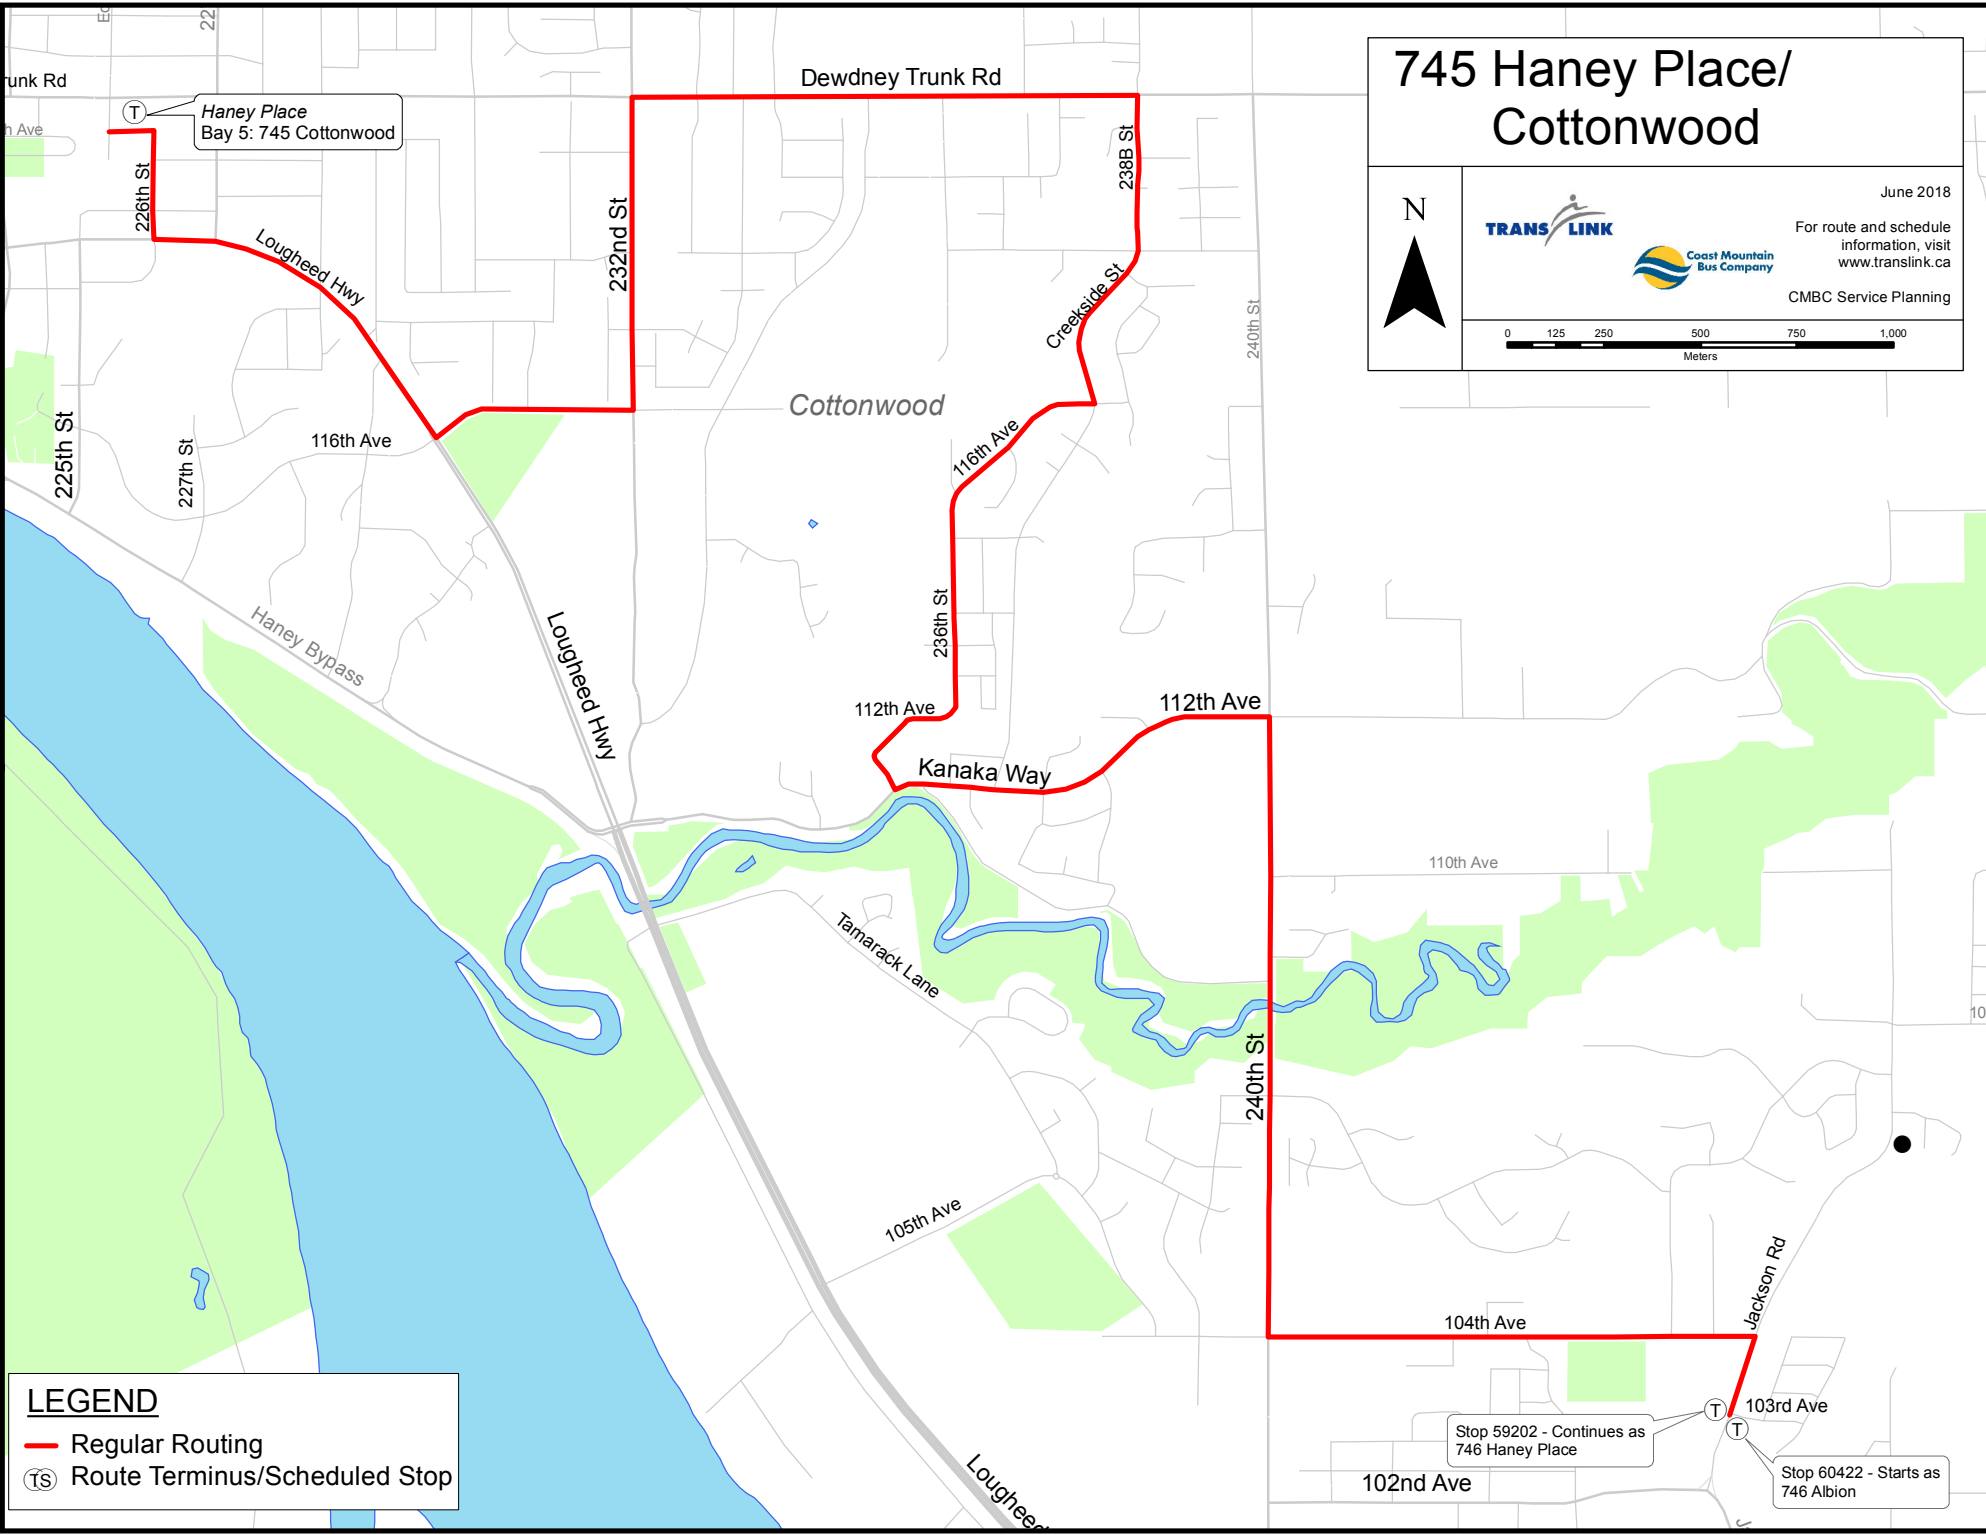 745 Haney Place/
Cottonwood
N
TRANS LINK
Coast Mountain
Bus Company
June 2018
For route and schedule
information, visit
www.translink.ca
CMBC Service Planning
0 125 250 500 750 1,000
Meters
22
Dewdney Trunk Rd
unk Rd
h Ave
T
Haney Place
Bay 5: 745 Cottonwood
226th St
Lougheed Hwy
232nd St
238B St
Creekside St
240th St
Cottonwood
116th Ave
116th Ave
225th St
227th St
236th St
Haney Bypass
Lougheed Hwy
112th Ave
112th Ave
Kanaka Way
110th Ave
Tamarack Lane
10
240th St
105th Ave
Jackson Rd
104th Ave
T
103rd Ave
T
Stop 59202 - Continues as
746 Haney Place
Stop 60422 - Starts as
746 Albion
102nd Ave
Lougheed
LEGEND
Regular Routing
TS Route Terminus/Scheduled Stop